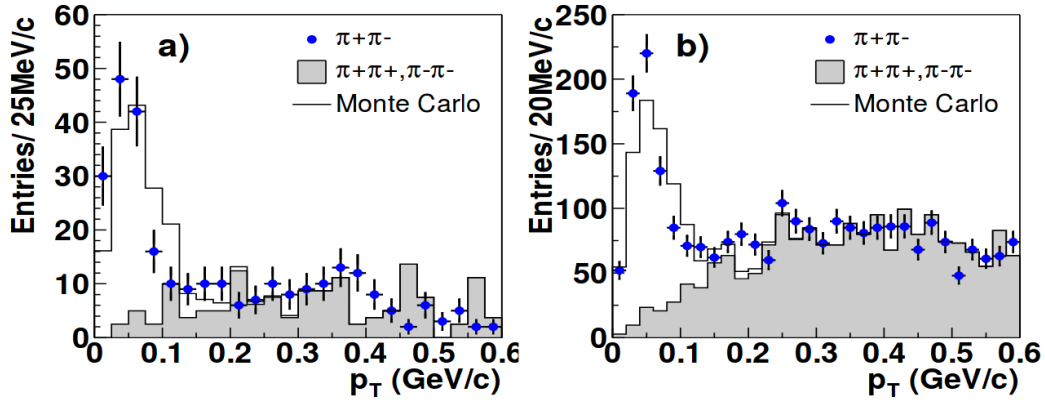 Entries/ 25MeV/c
60
50
40
30
20
10
0
a)
π+π-
π+π+,π-π-
Monte Carlo
0 0.1 0.2 0.3 0.4 0.5 0.6
p_T (GeV/c)
Entries/ 20MeV/c
250
200
150
100
50
0
b)
π+π-
π+π+,π-π-
Monte Carlo
0 0.1 0.2 0.3 0.4 0.5 0.6
p_T (GeV/c)